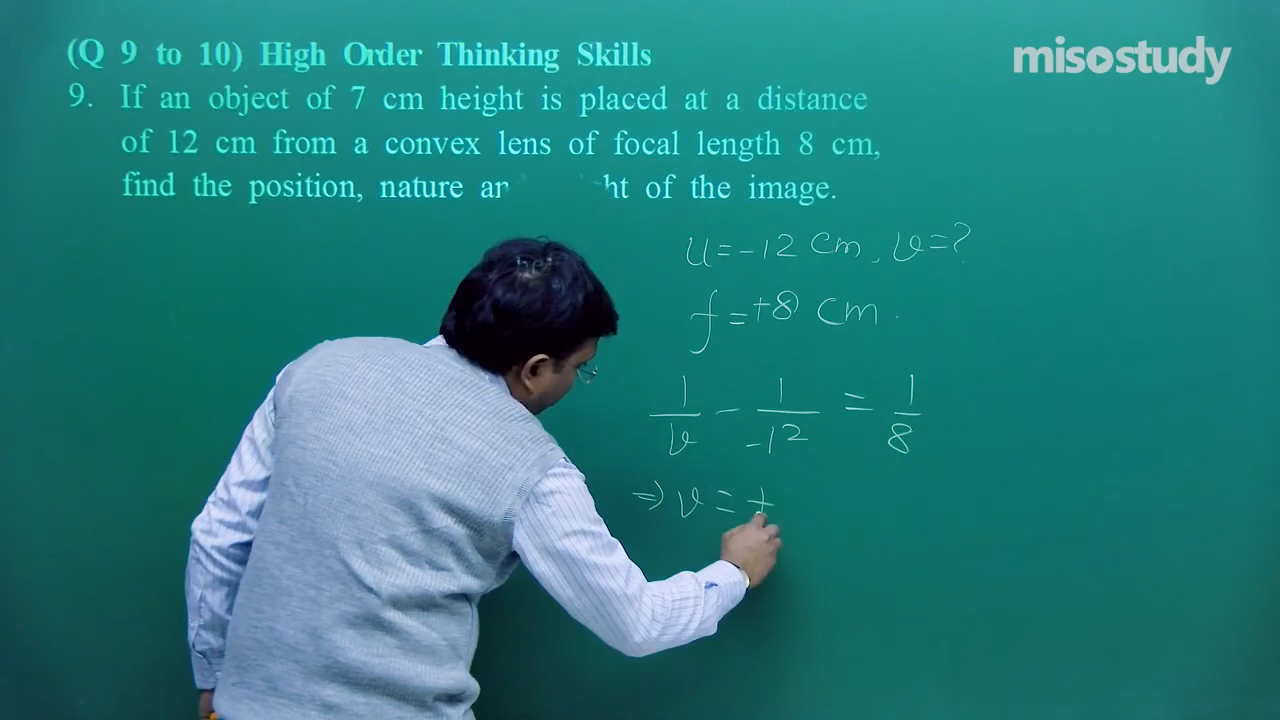 (Q 9 to 10) High Order Thinking Skills
misostudy
9. If an object of 7 cm height is placed at a distance
of 12 cm from a convex lens of focal length 8 cm,
find the position, nature an ht of the image.
u = -12 cm, v = ?
f = +8 cm.
1/v - 1/-12 = 1/8
⇒ v = +